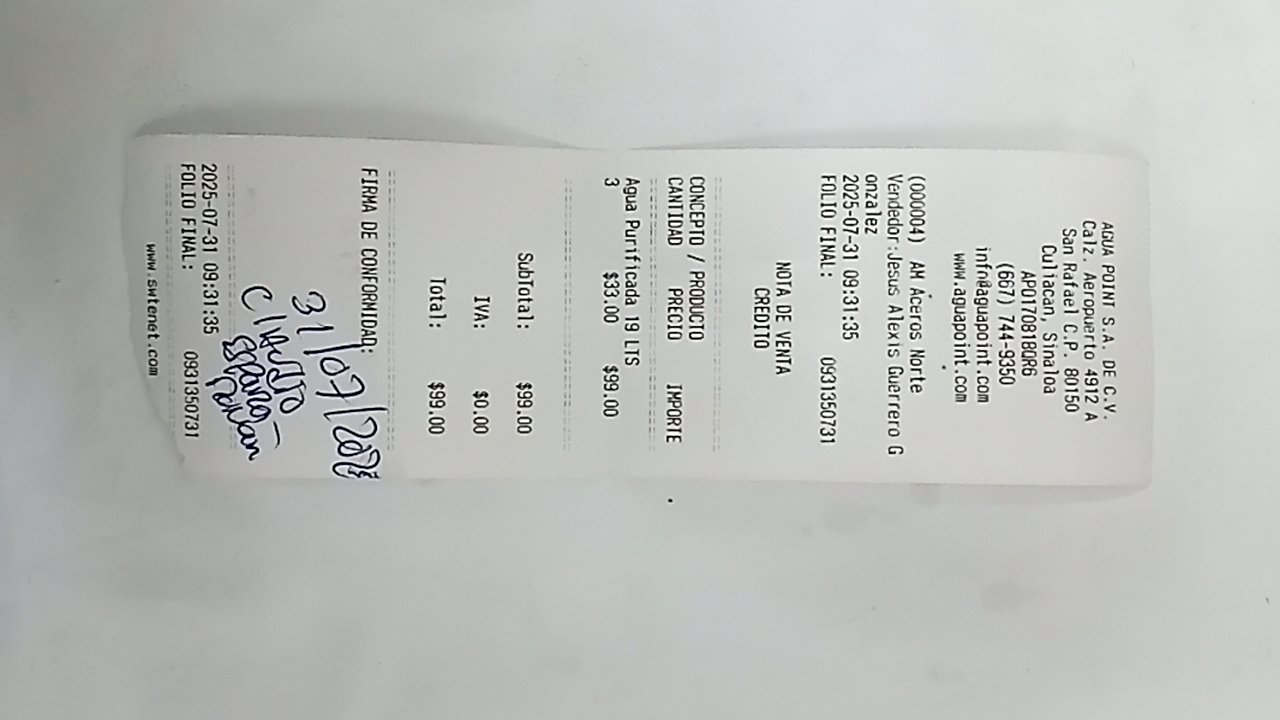 AGUA POINT S.A. DE C.V.
Calz. Aeropuerto 4912 A
San Rafael C.P. 80150
Culiacan, Sinaloa
APO170818QR6
(667) 744-9350
info@aguapoint.com
www.aguapoint.com
(000004) AM Aceros Norte
Vendedor:Jesus Alexis Guerrero G
onzalez
2025-07-31 09:31:35
FOLIO FINAL: 0931350731
NOTA DE VENTA
CREDITO
CONCEPTO / PRODUCTO
CANTIDAD PRECIO IMPORTE
Agua Purificada 19 LTS
3 $33.00 $99.00
SubTotal: $99.00
IVA: $0.00
Total: $99.00
FIRMA DE CONFORMIDAD:
31/07/2025
2025-07-31 09:31:35
FOLIO FINAL: 0931350731
www.swtenet.com